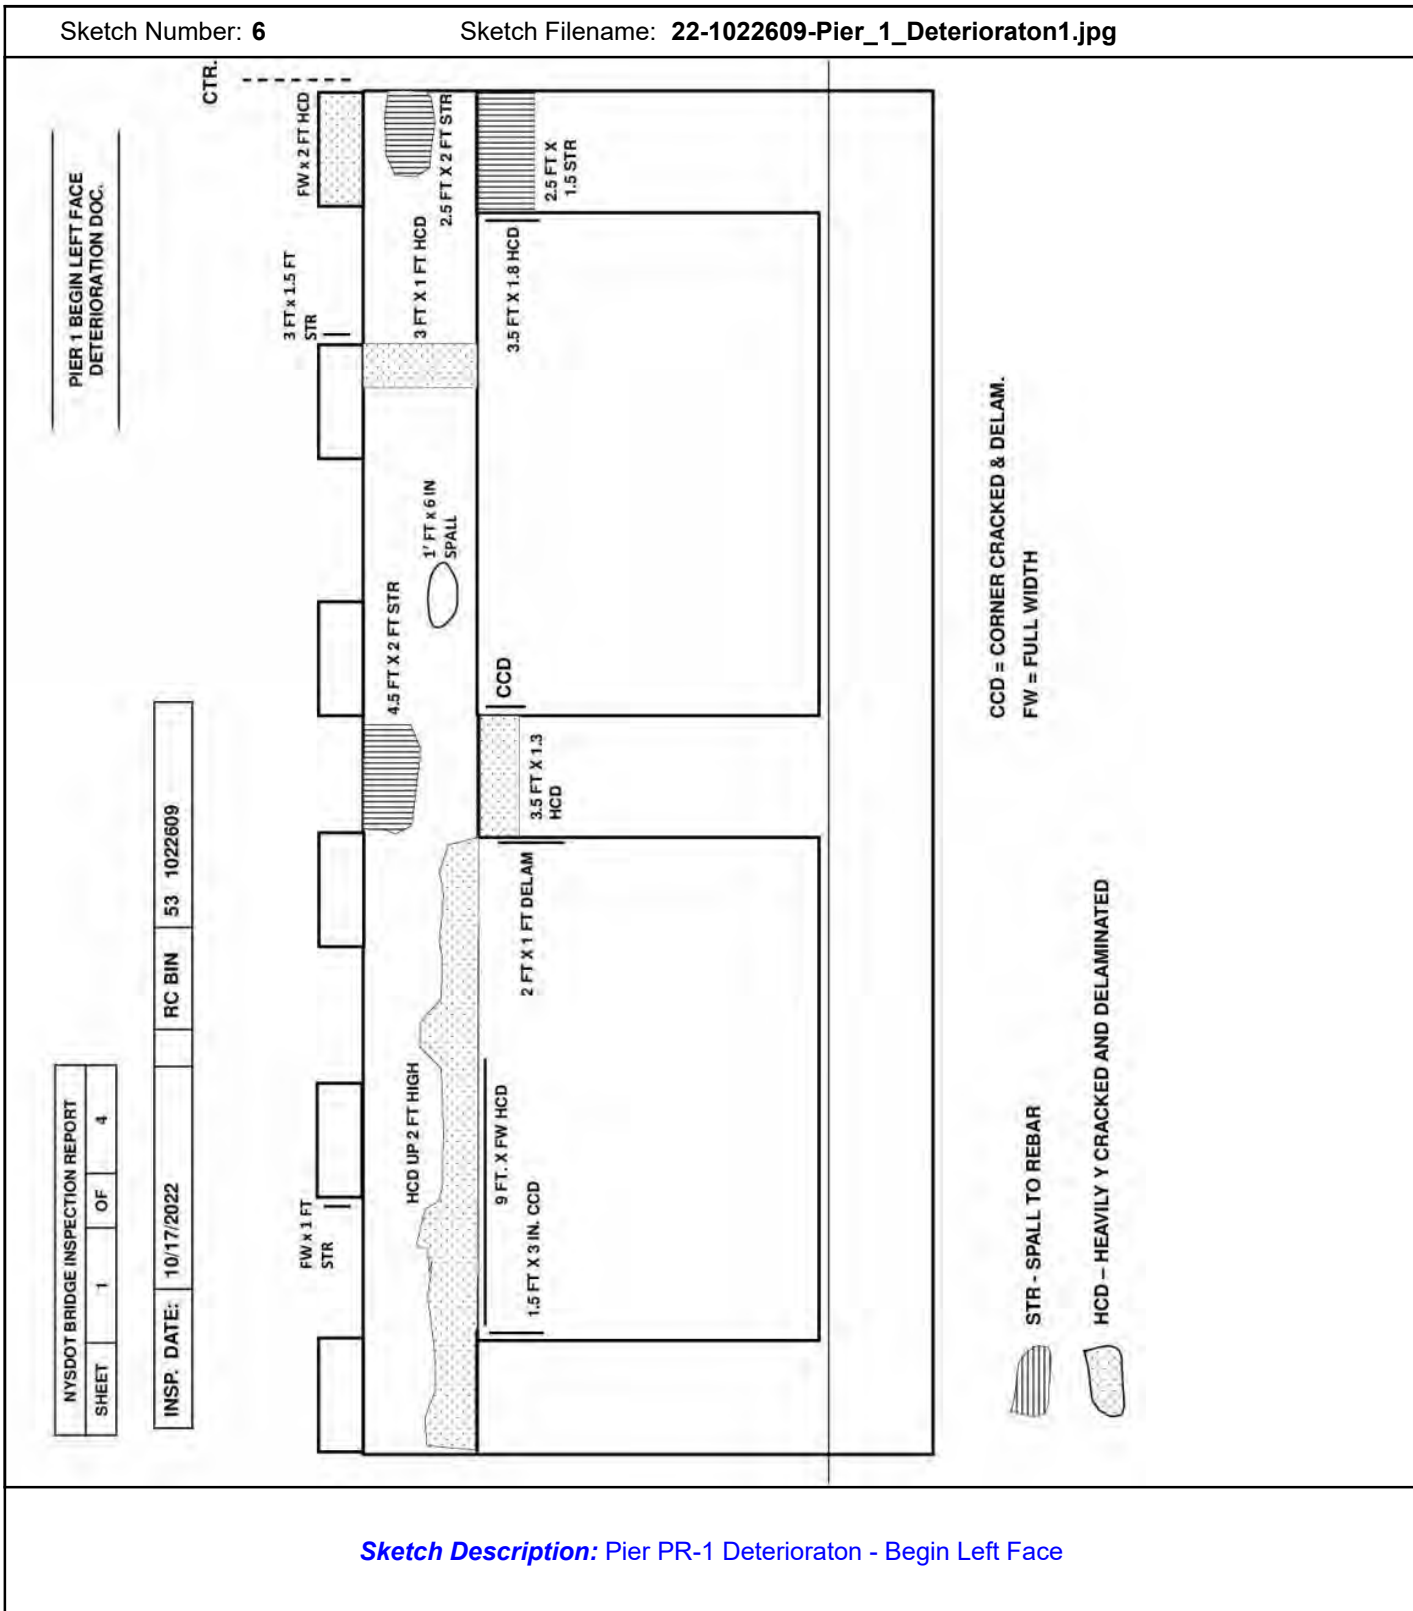 Sketch Number: 6 Sketch Filename: 22-1022609-Pier_1_Deterioraton1.jpg
NYSDOT BRIDGE INSPECTION REPORT
SHEET 1 OF 4
INSP. DATE: 10/17/2022 RC BIN 53 1022609
PIER 1 BEGIN LEFT FACE
DETERIORATION DOC.
CTR.
FW x 1 FT
STR
3 FT x 1.5 FT
STR
FW x 2 FT HCD
HCD UP 2 FT HIGH
4.5 FT X 2 FT STR
1' FT x 6 IN
SPALL
3 FT X 1 FT HCD
2.5 FT X 2 FT STR
9 FT. X FW HCD
1.5 FT X 3 IN. CCD
2 FT X 1 FT DELAM
3.5 FT X 1.3
HCD
CCD
3.5 FT X 1.8 HCD
2.5 FT X
1.5 STR
STR - SPALL TO REBAR
HCD – HEAVILY Y CRACKED AND DELAMINATED
CCD = CORNER CRACKED & DELAM.
FW = FULL WIDTH
Sketch Description: Pier PR-1 Deterioraton - Begin Left Face